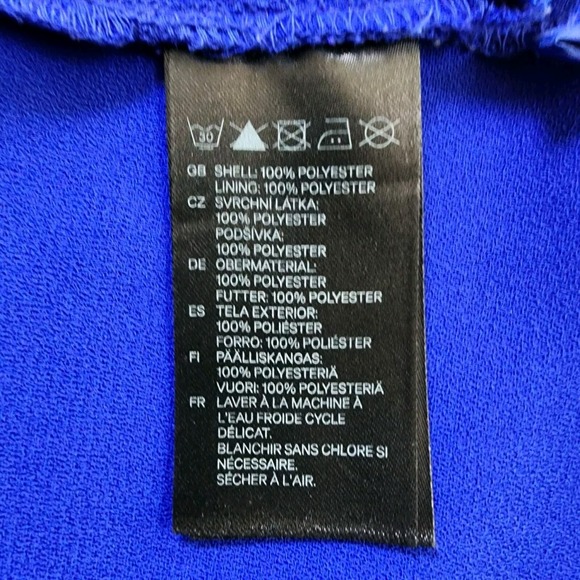 30
GB SHELL: 100% POLYESTER
LINING: 100% POLYESTER
CZ SVRCHNÍ LÁTKA:
100% POLYESTER
PODŠÍVKA:
100% POLYESTER
DE OBERMATERIAL:
100% POLYESTER
FUTTER: 100% POLYESTER
ES TELA EXTERIOR:
100% POLIÉSTER
FORRO: 100% POLIÉSTER
FI PÄÄLLISKANGAS:
100% POLYESTERIÄ
VUORI: 100% POLYESTERIÄ
FR LAVER À LA MACHINE À
L'EAU FROIDE CYCLE
DÉLICAT.
BLANCHIR SANS CHLORE SI
NÉCESSAIRE.
SÉCHER À L'AIR.